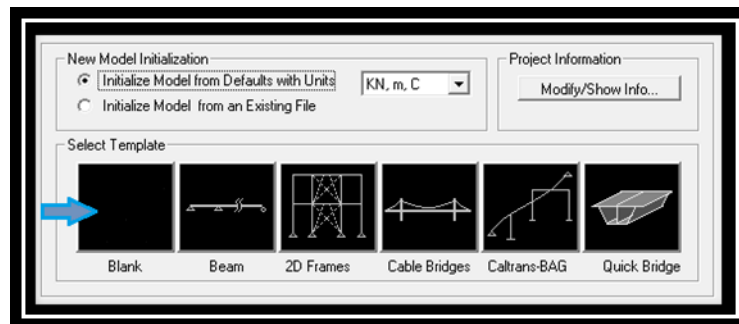 New Model Initialization
Initialize Model from Defaults with Units
KN, m, C
Initialize Model from an Existing File
Project Information
Modify/Show Info...
Select Template
Blank
Beam
2D Frames
Cable Bridges
Caltrans-BAG
Quick Bridge